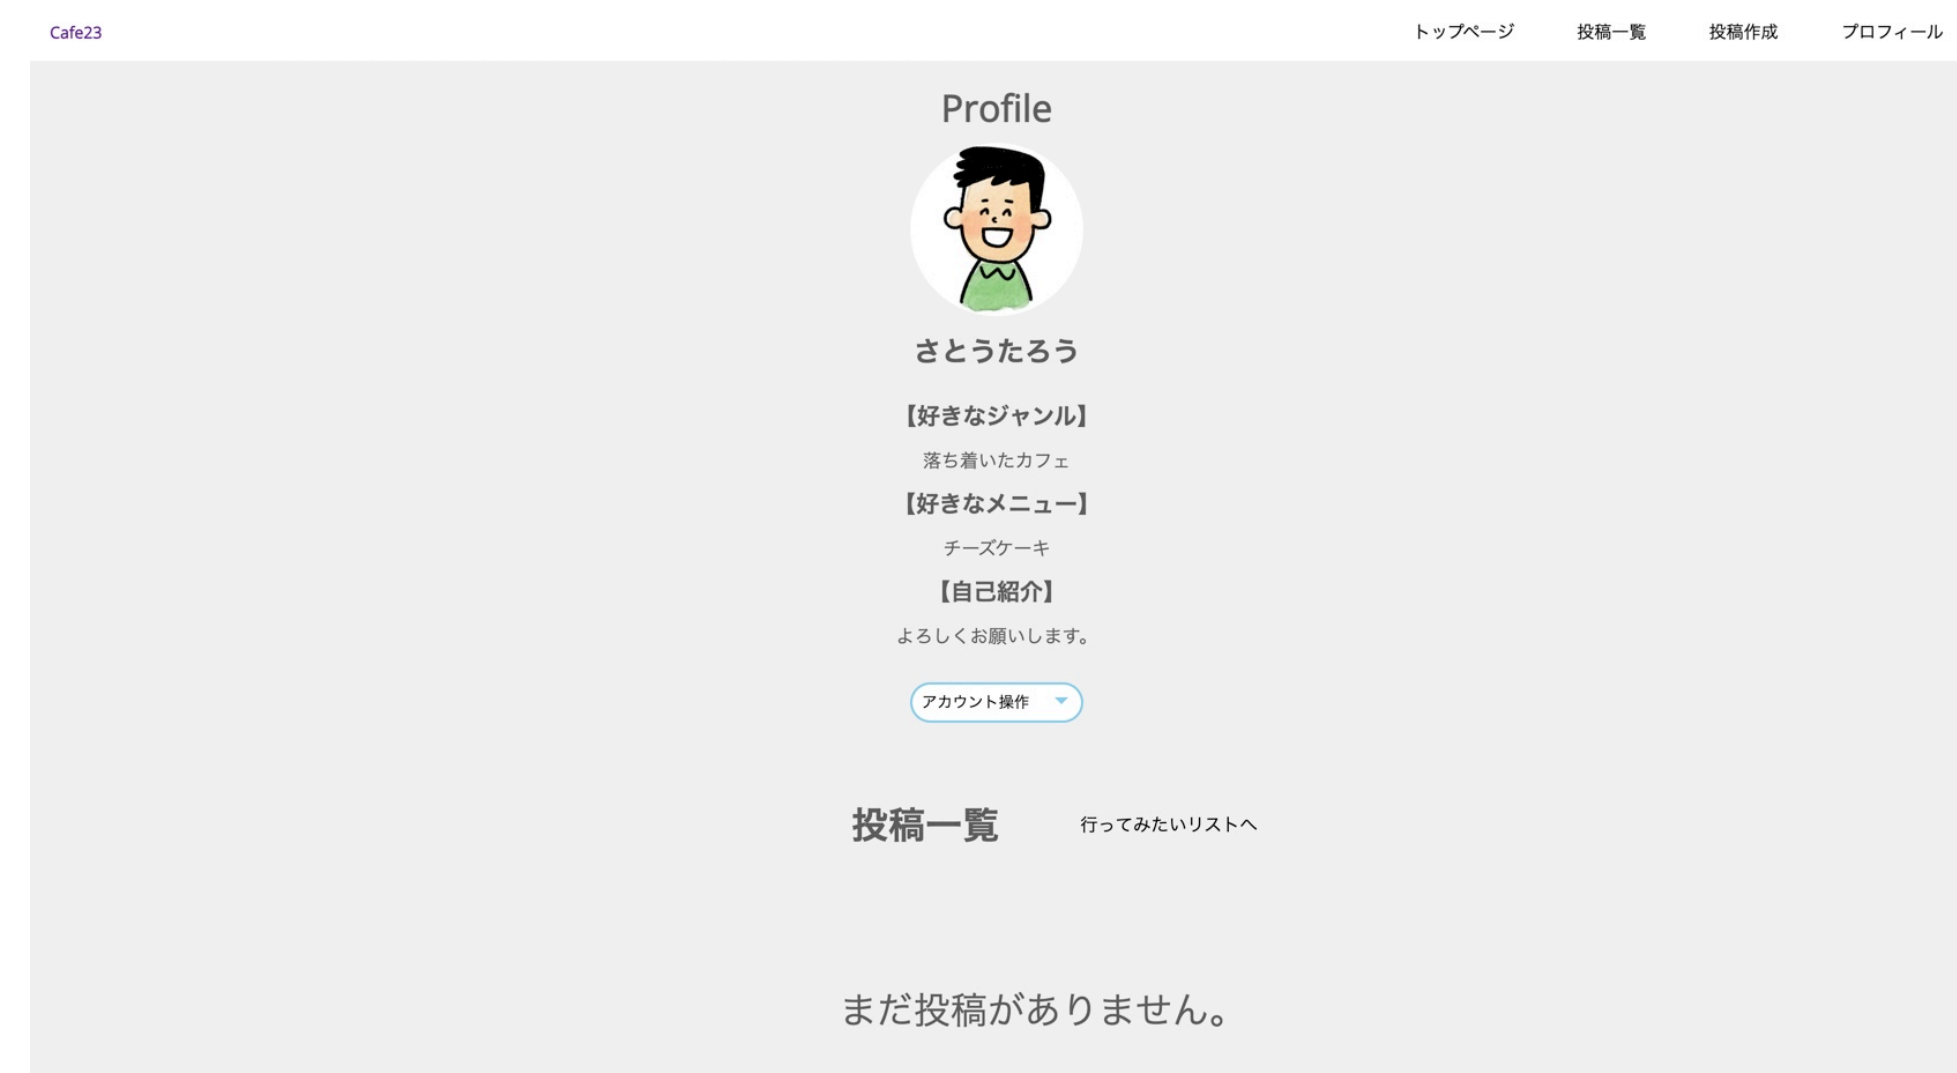 Cafe23
トップページ 投稿一覧 投稿作成 プロフィール
Profile
さとうたろう
【好きなジャンル】
落ち着いたカフェ
【好きなメニュー】
チーズケーキ
【自己紹介】
よろしくお願いします。
アカウント操作
投稿一覧 行ってみたいリストへ
まだ投稿がありません。